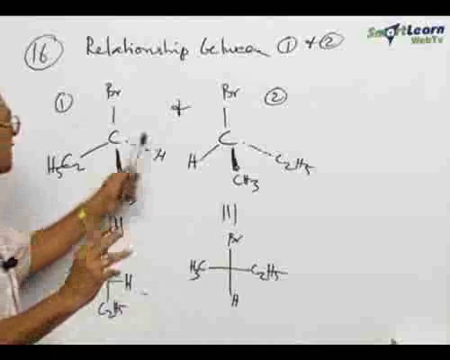 SmartLearn
WebTv
16 Relationship between ① & ②
① Br + Br ②
C H C
H5C2 H C2H5
CH3
Br
H3C C2H5
H
H
C2H5